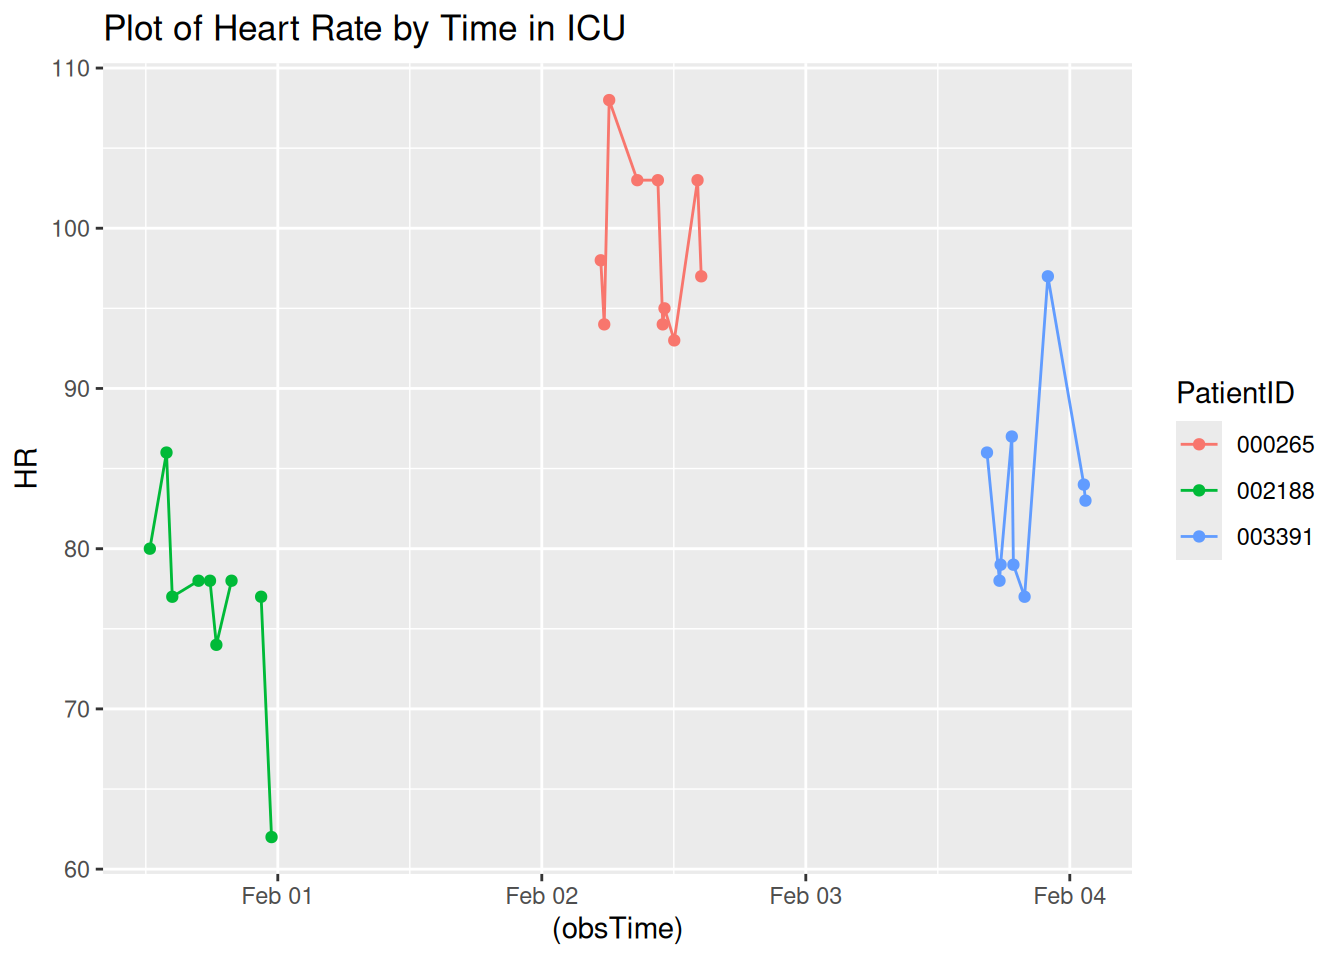 Plot of Heart Rate by Time in ICU
110
100
90
80
70
60
HR
Feb 01
Feb 02
Feb 03
Feb 04
(obsTime)
PatientID
000265
002188
003391